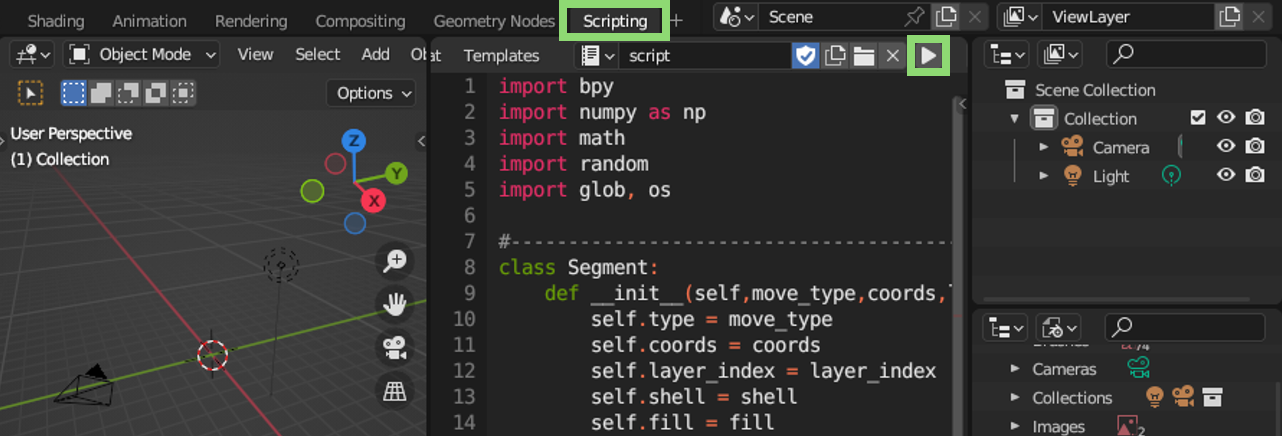 Shading Animation Rendering Compositing Geometry Nodes Scripting + Scene ViewLayer
Object Mode View Select Add Templates script
Options
User Perspective
(1) Collection
Z
Y
X
1 import bpy
2 import numpy as np
3 import math
4 import random
5 import glob, os
6
7 #---------------------------------------
8 class Segment:
9 def __init__(self,move_type,coords,
10 self.type = move_type
11 self.coords = coords
12 self.layer_index = layer_index
13 self.shell = shell
14 self.fill = fill
Scene Collection
Collection
Camera
Light
Cameras
Collections
Images 2